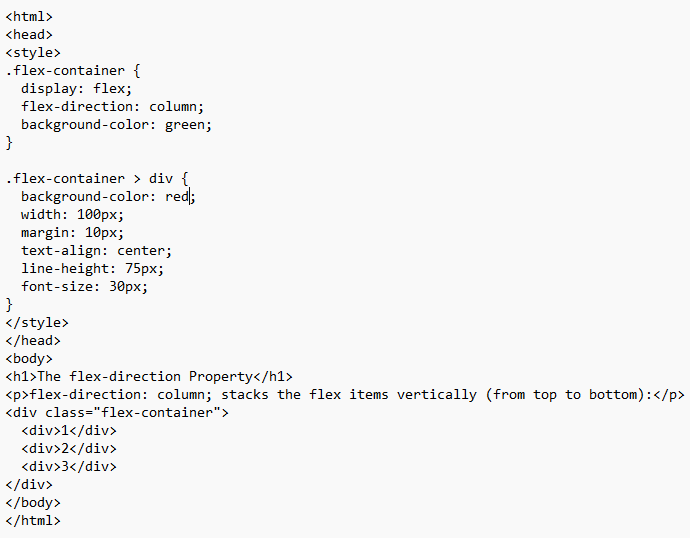 <html>
<head>
<style>
.flex-container {
  display: flex;
  flex-direction: column;
  background-color: green;
}

.flex-container > div {
  background-color: red;
  width: 100px;
  margin: 10px;
  text-align: center;
  line-height: 75px;
  font-size: 30px;
}
</style>
</head>
<body>
<h1>The flex-direction Property</h1>
<p>flex-direction: column; stacks the flex items vertically (from top to bottom):</p>
<div class="flex-container">
  <div>1</div>
  <div>2</div>
  <div>3</div>
</div>
</body>
</html>